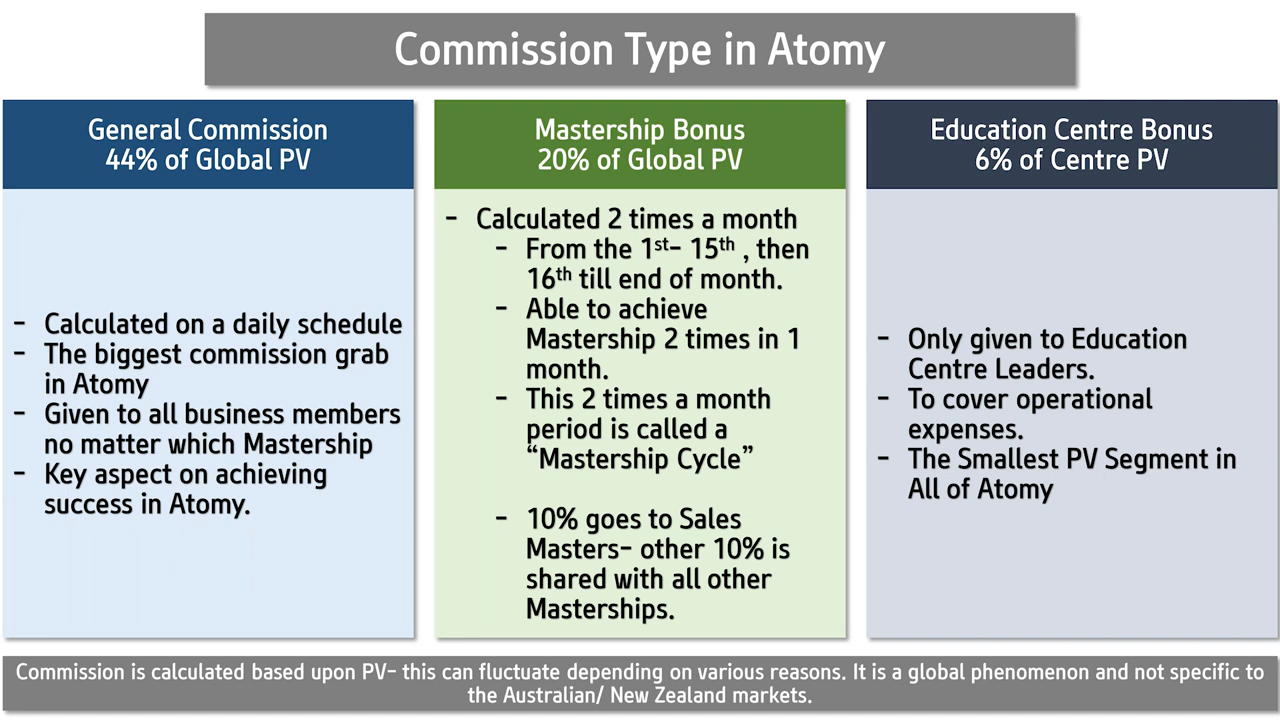 Commission Type in Atomy
General Commission
44% of Global PV
- Calculated on a daily schedule
- The biggest commission grab
in Atomy
- Given to all business members
no matter which Mastership
- Key aspect on achieving
success in Atomy.
Mastership Bonus
20% of Global PV
- Calculated 2 times a month
- From the 1st- 15th , then
16th till end of month.
- Able to achieve
Mastership 2 times in 1
month.
- This 2 times a month
period is called a
“Mastership Cycle”
- 10% goes to Sales
Masters- other 10% is
shared with all other
Masterships.
Education Centre Bonus
6% of Centre PV
- Only given to Education
Centre Leaders.
- To cover operational
expenses.
- The Smallest PV Segment in
All of Atomy
Commission is calculated based upon PV- this can fluctuate depending on various reasons. It is a global phenomenon and not specific to
the Australian/ New Zealand markets.